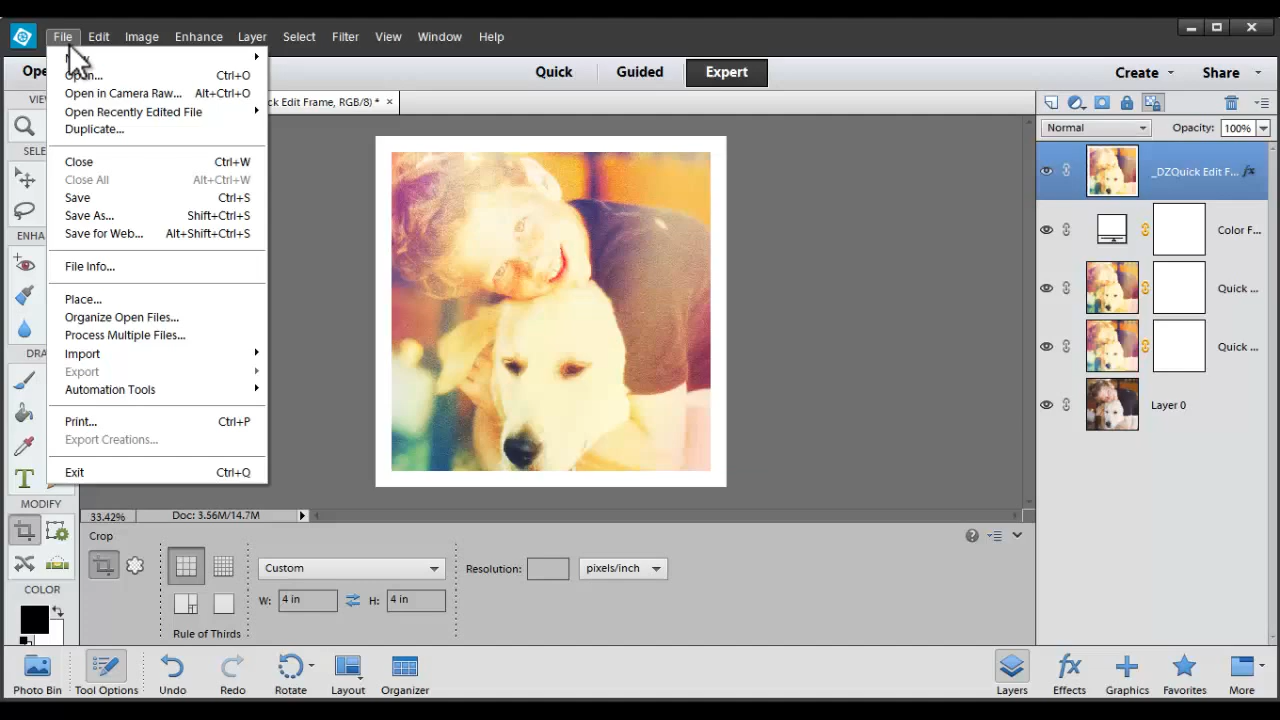 File Edit Image Enhance Layer Select Filter View Window Help
Quick Guided Expert Create Share
Open... Ctrl+O
Open in Camera Raw... Alt+Ctrl+O
Open Recently Edited File
Duplicate...
Close Ctrl+W
Close All Alt+Ctrl+W
Save Ctrl+S
Save As... Shift+Ctrl+S
Save for Web... Alt+Shift+Ctrl+S
File Info...
Place...
Organize Open Files...
Process Multiple Files...
Import
Export
Automation Tools
Print... Ctrl+P
Export Creations...
Exit Ctrl+Q
Edit Frame, RGB/8) * ×
Normal Opacity: 100%
_DZQuick Edit F... fx
Color F...
Quick ...
Quick ...
Layer 0
MODIFY
COLOR
33.42% Doc: 3.56M/14.7M
Crop
Custom Resolution: pixels/inch
W: 4 in H: 4 in
Rule of Thirds
Photo Bin Tool Options Undo Redo Rotate Layout Organizer Layers Effects Graphics Favorites More